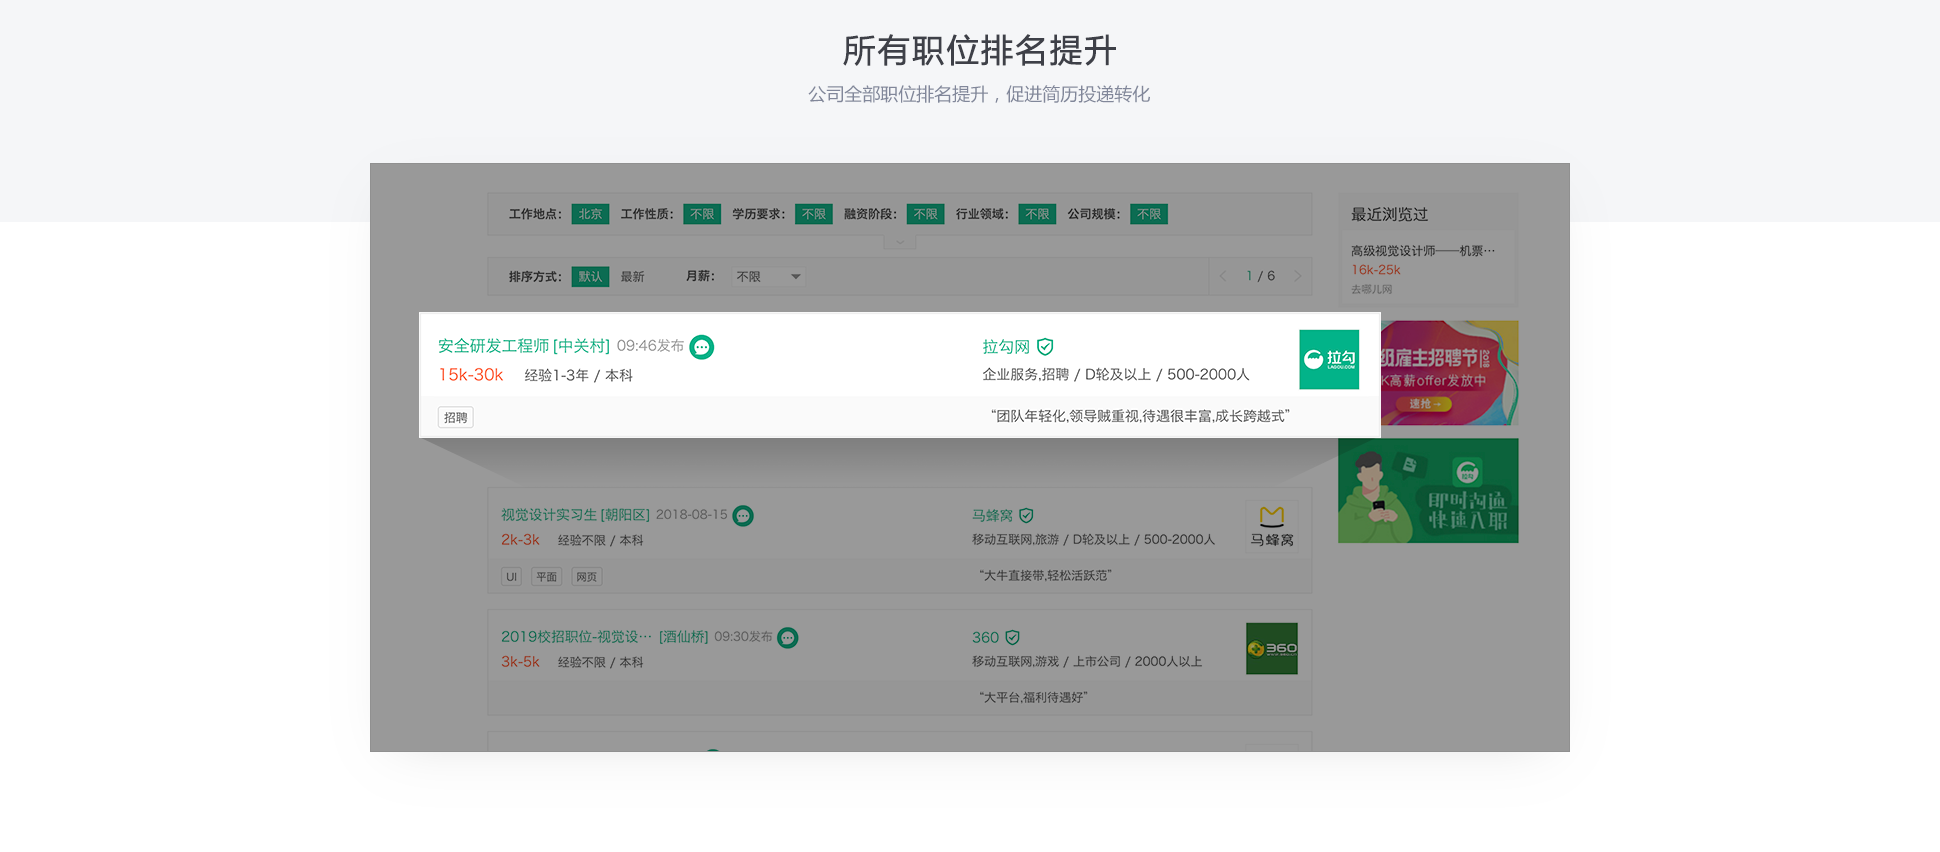 所有职位排名提升
公司全部职位排名提升，促进简历投递转化
工作地点： 北京 工作性质： 不限 学历要求： 不限 融资阶段： 不限 行业领域： 不限 公司规模： 不限
排序方式： 默认 最新 月薪： 不限 1 / 6
最近浏览过
高级视觉设计师——机票···
16k-25k
去哪儿网
安全研发工程师 [中关村] 09:46发布
15k-30k 经验1-3年 / 本科
招聘
拉勾网
企业服务,招聘 / D轮及以上 / 500-2000人
“团队年轻化,领导贼重视,待遇很丰富,成长跨越式”
拉勾
LAGOU.COM
级雇主招聘节 2018
K高薪offer发放中
速抢→
拉勾
即时沟通
快速入职
视觉设计实习生 [朝阳区] 2018-08-15
2k-3k 经验不限 / 本科
UI 平面 网页
马蜂窝
移动互联网,旅游 / D轮及以上 / 500-2000人
“大牛直接带,轻松活跃范”
马蜂窝
2019校招职位-视觉设··· [酒仙桥] 09:30发布
3k-5k 经验不限 / 本科
360
移动互联网,游戏 / 上市公司 / 2000人以上
“大平台,福利待遇好”
360